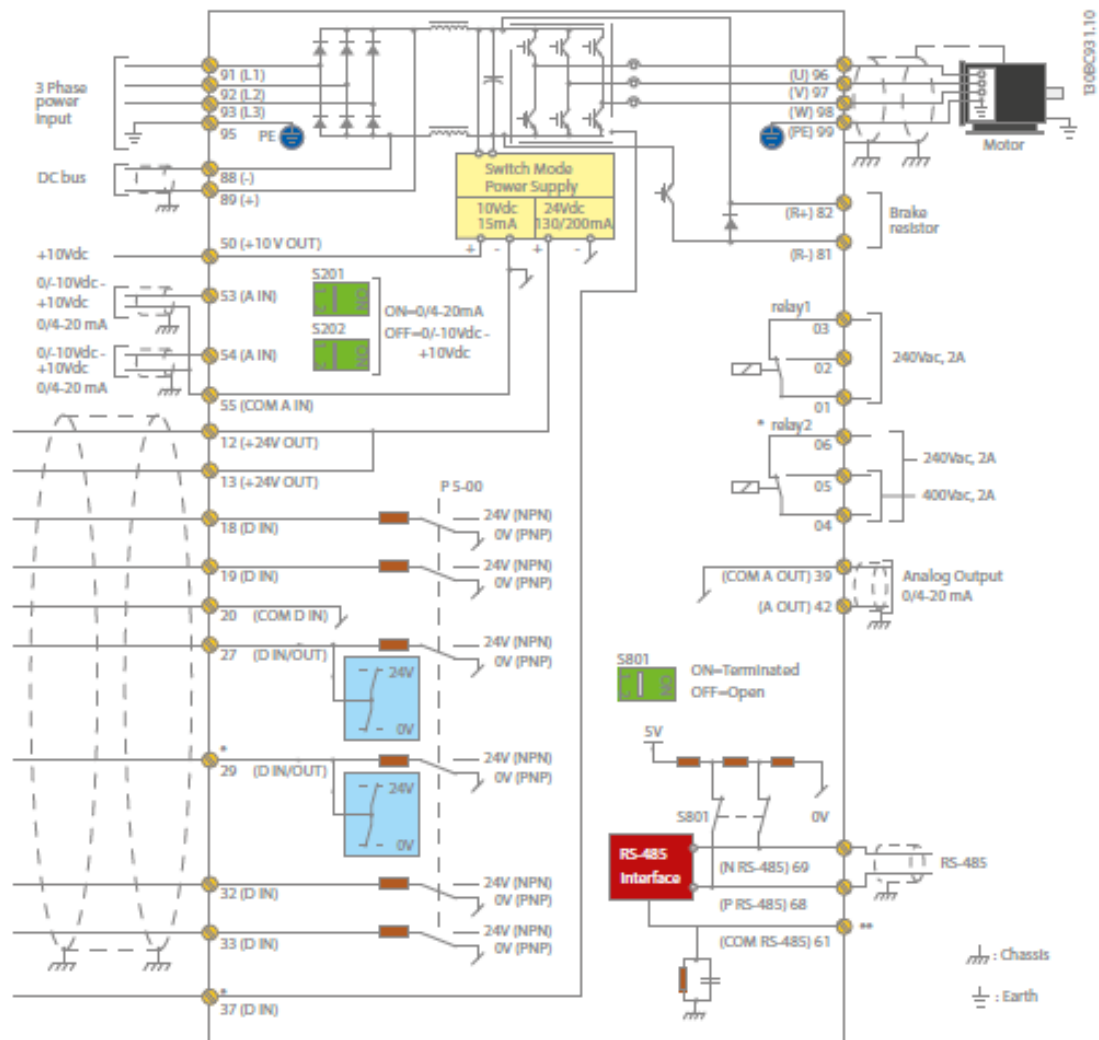 130BC931.10
3 Phase
power
Input
91 (L1)
92 (L2)
93 (L3)
95
PE
DC bus
88 (-)
89 (+)
50 (+10 V OUT)
+10Vdc
0/-10Vdc -
+10Vdc
0/4-20 mA
53 (A IN)
0/-10Vdc -
+10Vdc
0/4-20 mA
54 (A IN)
55 (COM A IN)
12 (+24V OUT)
13 (+24V OUT)
18 (D IN)
19 (D IN)
20 (COM D IN)
27 (D IN/OUT)
*
29 (D IN/OUT)
32 (D IN)
33 (D IN)
*
37 (D IN)
Switch Mode
Power Supply
10Vdc
15mA
24Vdc
130/200mA
+ - + -
S201
1 2 ON
S202
1 2 ON
ON=0/4-20mA
OFF=0/-10Vdc -
+10Vdc
P 5-00
24V (NPN)
0V (PNP)
24V (NPN)
0V (PNP)
24V (NPN)
0V (PNP)
24V
0V
24V (NPN)
0V (PNP)
24V
0V
24V (NPN)
0V (PNP)
24V (NPN)
0V (PNP)
(U) 96
(V) 97
(W) 98
(PE) 99
Motor
(R+) 82
(R-) 81
Brake
resistor
relay1
03
02
01
240Vac, 2A
* relay2
06
05
04
240Vac, 2A
400Vac, 2A
(COM A OUT) 39
(A OUT) 42
Analog Output
0/4-20 mA
S801
1 2 ON
ON=Terminated
OFF=Open
5V
S801
0V
RS-485
Interface
(N RS-485) 69
(P RS-485) 68
(COM RS-485) 61
**
RS-485
: Chassis
: Earth